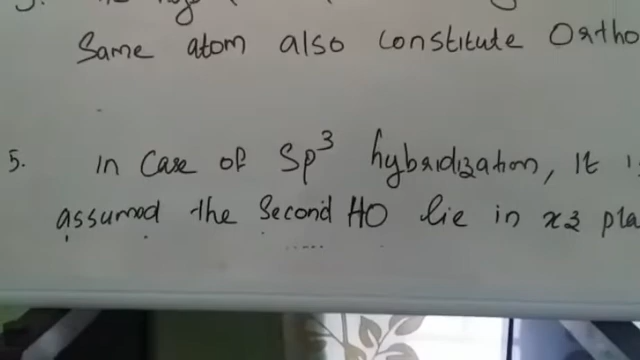 Same atom also constitute Ortho
5. in case of Sp³ hybridization, It is
assumed the Second HO lie in xz pla